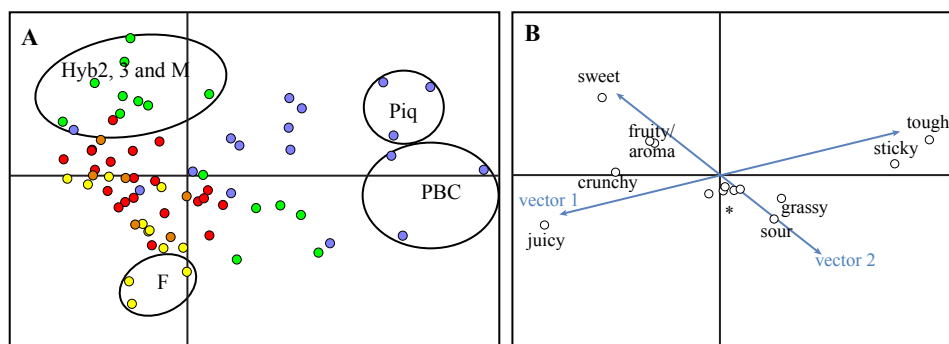 A
Hyb2, 3 and M
Piq
PBC
F
B
sweet
fruity/
aroma
crunchy
vector 1
juicy
tough
sticky
grassy
*
sour
vector 2